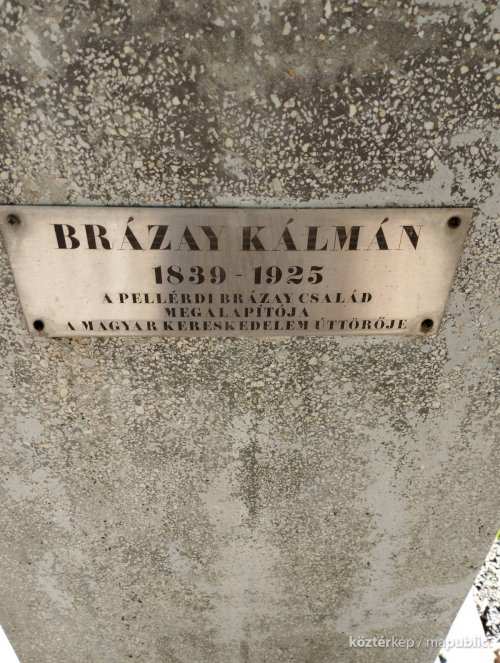 BRÁZAY KÁLMÁN
1839-1925
A PELLÉRDI BRÁZAY CSALÁD
MEGALAPÍTÓJA
A MAGYAR KERESKEDELEM ÚTTÖRŐJE
köztérkép / mapublic